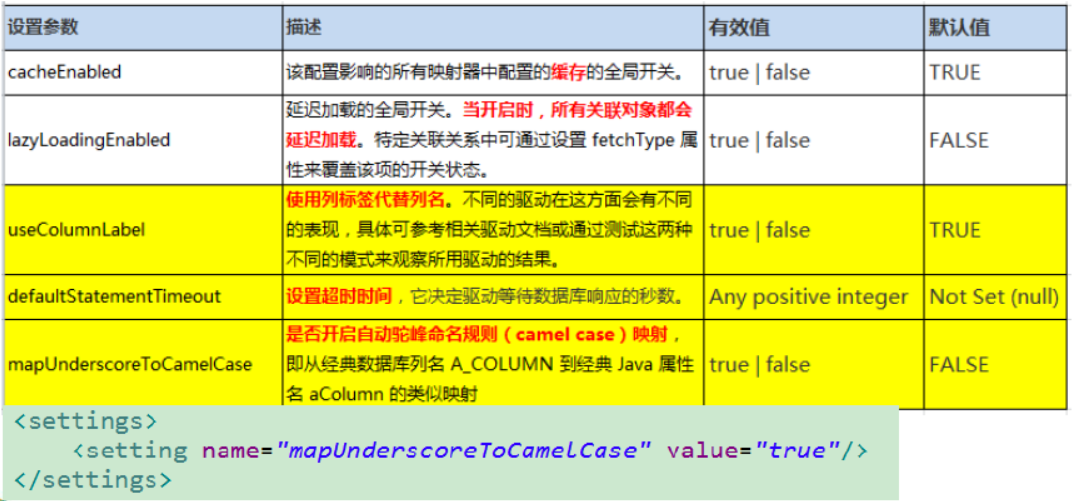 设置参数 描述 有效值 默认值
cacheEnabled 该配置影响的所有映射器中配置的缓存的全局开关。 true | false TRUE
延迟加载的全局开关。当开启时，所有关联对象都会
lazyLoadingEnabled 延迟加载。特定关联关系中可通过设置 fetchType 属 true | false FALSE
性来覆盖该项的开关状态。
使用列标签代替列名。不同的驱动在这方面会有不同
useColumnLabel 的表现，具体可参考相关驱动文档或通过测试这两种 true | false TRUE
不同的模式来观察所用驱动的结果。
defaultStatementTimeout 设置超时时间，它决定驱动等待数据库响应的秒数。 Any positive integer Not Set (null)
是否开启自动驼峰命名规则（camel case）映射，
mapUnderscoreToCamelCase 即从经典数据库列名 A_COLUMN 到经典 Java 属性 true | false FALSE
名 aColumn 的类似映射
<settings>
<setting name="mapUnderscoreToCamelCase" value="true"/>
</settings>